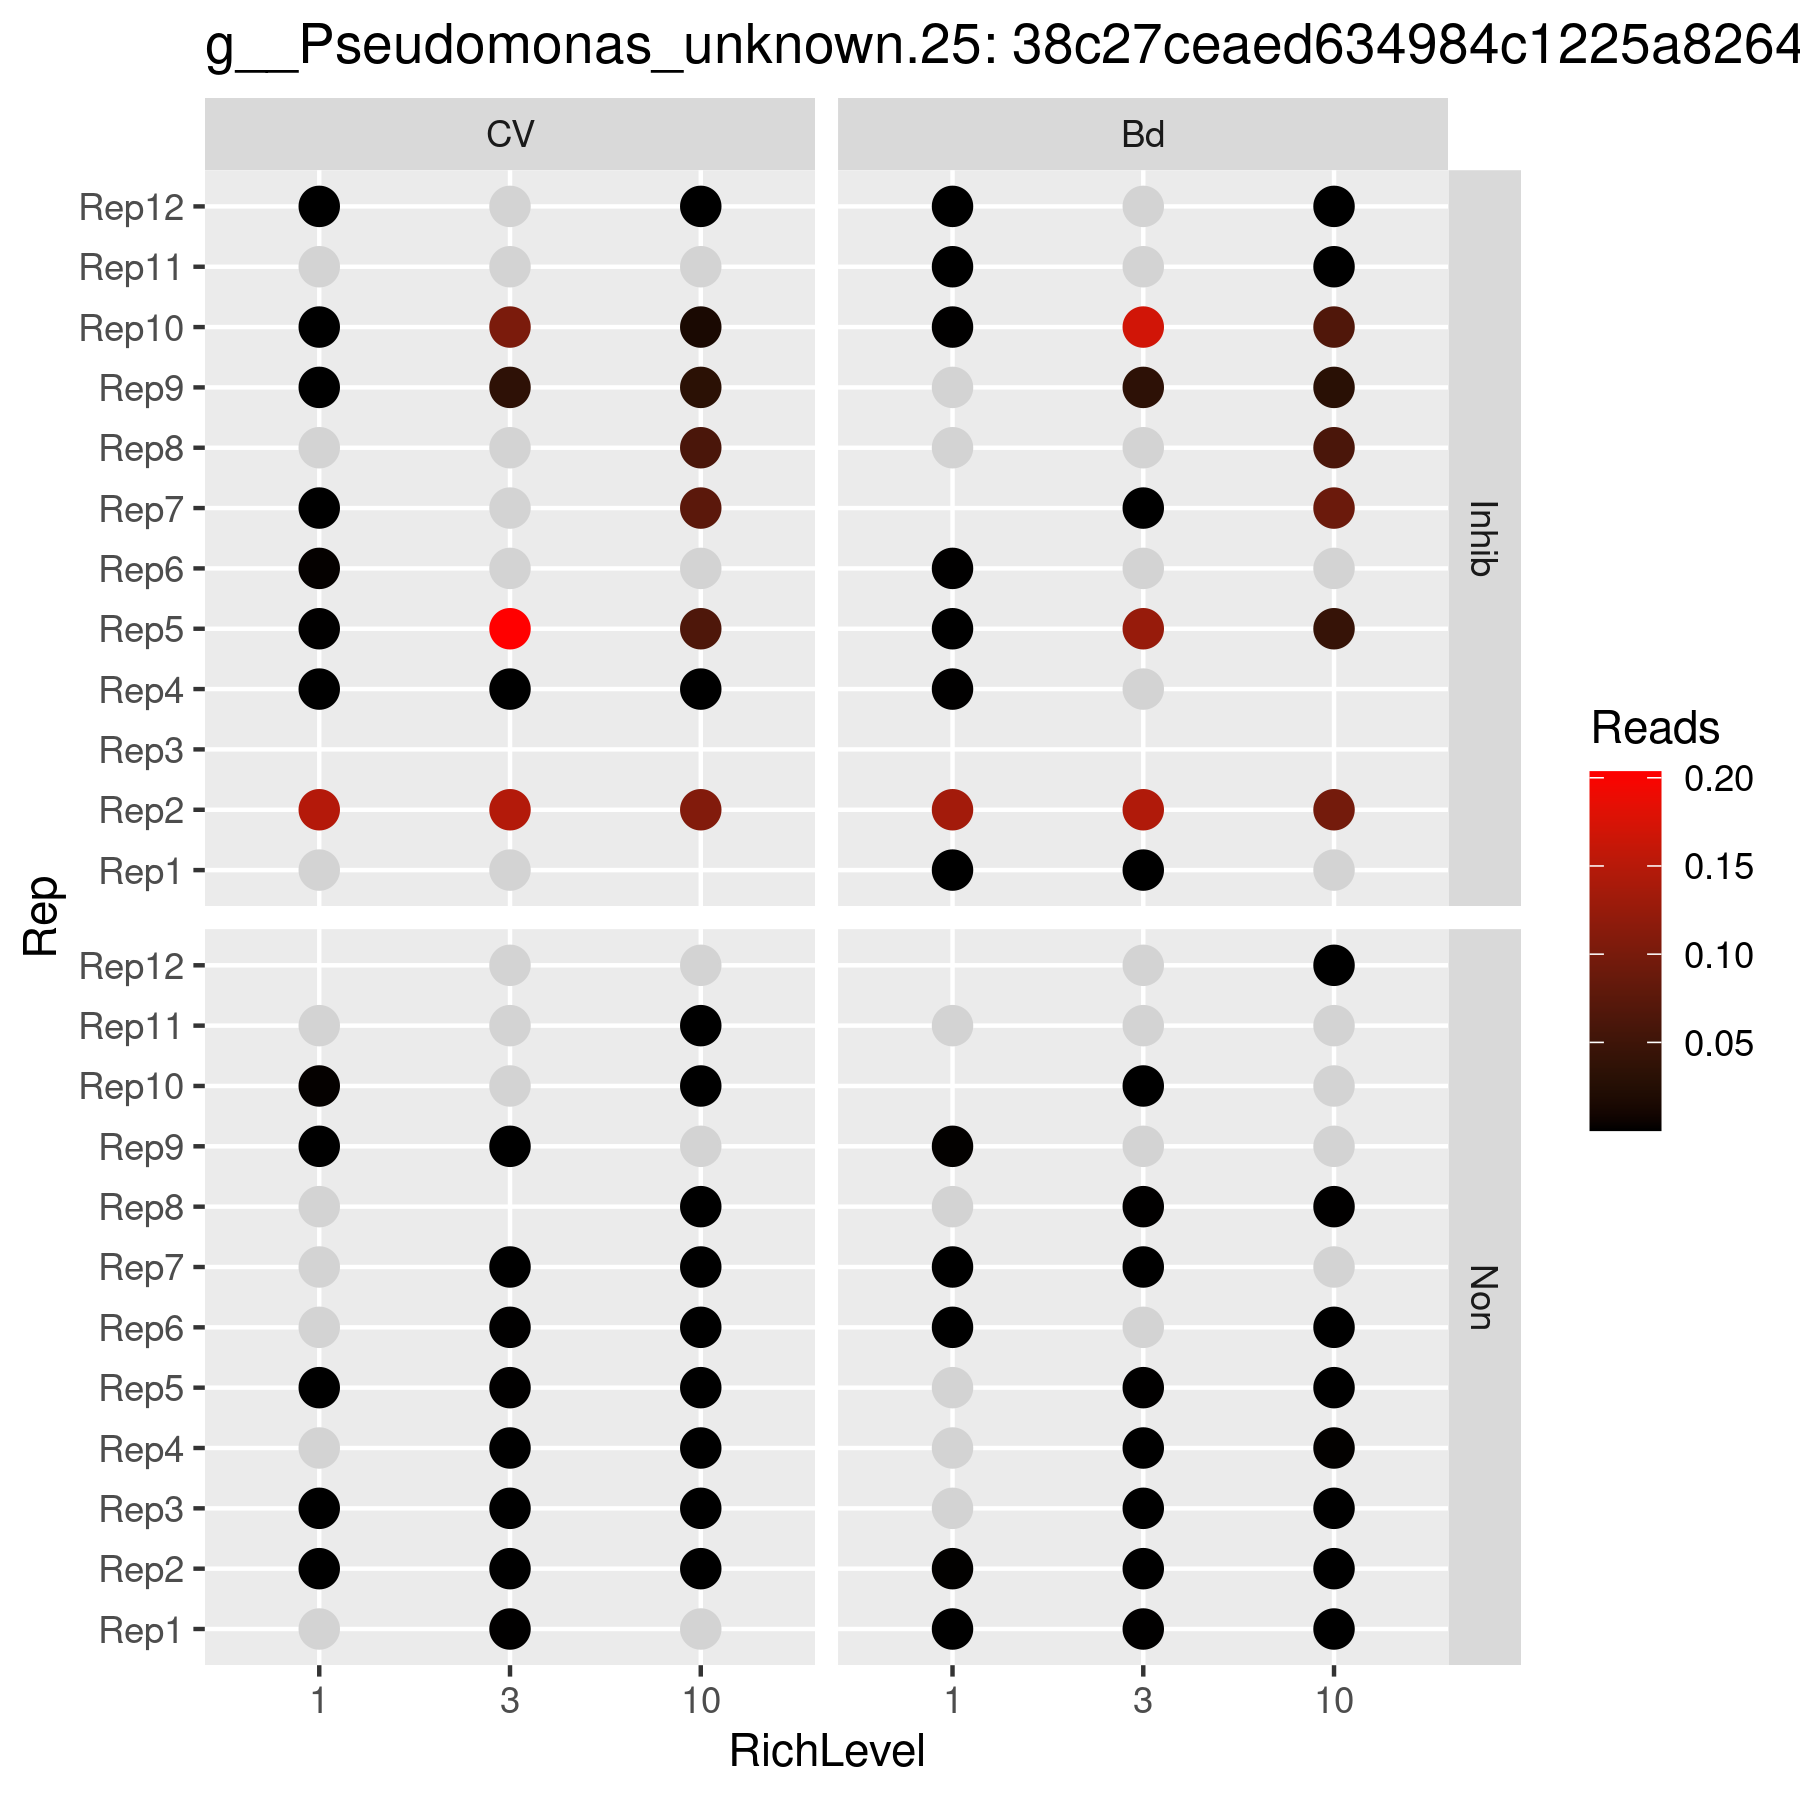 g__Pseudomonas_unknown.25: 38c27ceaed634984c1225a8264
CV
Bd
Rep12
Rep11
Rep10
Rep9
Rep8
Rep7
Rep6
Rep5
Rep4
Rep3
Rep2
Rep1
Inhib
Rep
Rep12
Rep11
Rep10
Rep9
Rep8
Rep7
Rep6
Rep5
Rep4
Rep3
Rep2
Rep1
Non
1 3 10
1 3 10
RichLevel
Reads
0.20
0.15
0.10
0.05